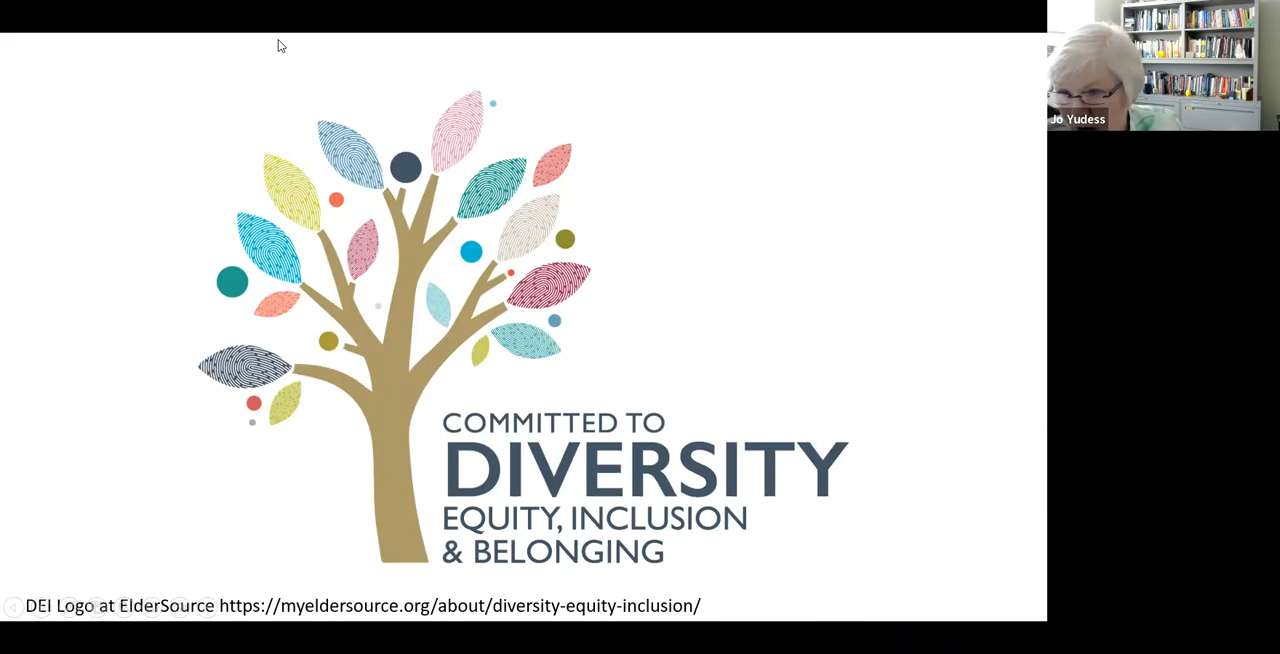 Jo Yudess
COMMITTED TO
DIVERSITY
EQUITY, INCLUSION
& BELONGING
DEI Logo at ElderSource https://myeldersource.org/about/diversity-equity-inclusion/